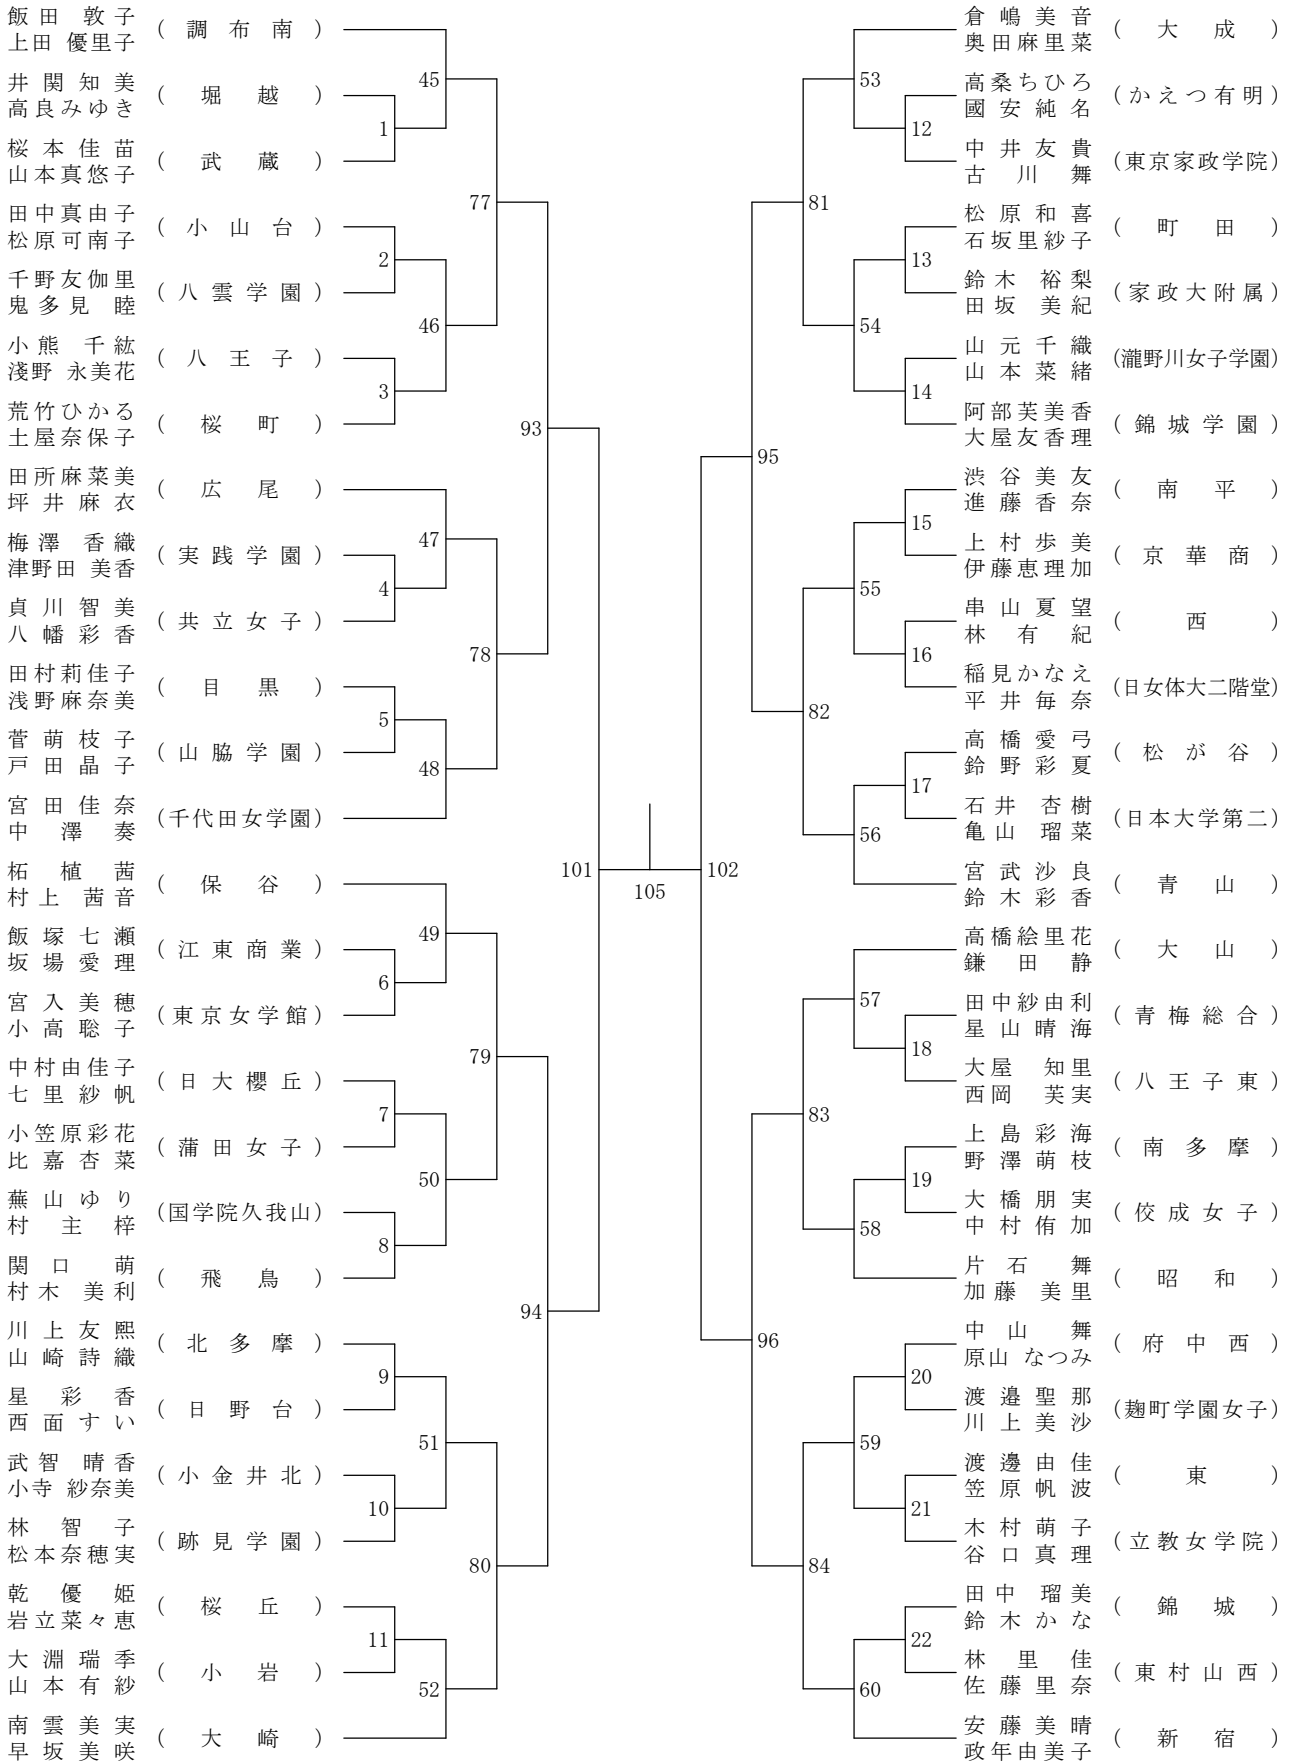 飯田 敦子
上田 優里子
( 調 布 南 )
井 関 知 美
高良みゆき
( 堀 越 )
桜 本 佳 苗
山本真悠子
( 武 蔵 )
田中真由子
松原可南子
( 小 山 台 )
千野友伽里
鬼多見 睦
( 八 雲 学 園 )
小熊 千紘
淺野 永美花
( 八 王 子 )
荒竹ひかる
土屋奈保子
( 桜 町 )
田所麻菜美
坪井麻衣
( 広 尾 )
梅澤 香織
津野田 美香
( 実 践 学 園 )
貞川智美
八幡彩香
( 共 立 女 子 )
田村莉佳子
浅野麻奈美
( 目 黒 )
菅萌枝子
戸田晶子
( 山 脇 学 園 )
宮田佳奈
中澤奏
(千代田女学園)
柘植茜
村上 茜音
( 保 谷 )
飯塚七瀬
坂場愛理
( 江 東 商 業 )
宮入美穂
小高聡子
( 東 京 女 学 館 )
中村由佳子
七里紗帆
( 日 大 櫻 丘 )
小笠原彩花
比嘉杏菜
( 蒲 田 女 子 )
蕪山ゆり
村主梓
(国学院久我山)
関口萌
村木 美利
( 飛 鳥 )
川上友熙
山崎詩織
( 北 多 摩 )
星彩香
西面すい
( 日 野 台 )
武智 晴香
小寺 紗奈美
( 小 金 井 北 )
林智子
松本奈穂実
( 跡 見 学 園 )
乾優姫
岩立菜々恵
( 桜 丘 )
大淵瑞季
山本有紗
( 小 岩 )
南雲美実
早坂美咲
( 大 崎 )
45
1
77
2
46
3
93
47
4
78
5
48
101
49
6
79
7
50
8
94
9
51
10
80
11
52
105
102
53
12
81
13
54
14
95
15
55
16
82
17
56
57
18
83
19
58
96
20
59
21
84
22
60
倉嶋美音
奥田麻里菜
( 大 成 )
高桑ちひろ
國安純名
(かえつ有明)
中井友貴
古川舞
(東京家政学院)
松原和喜
石坂里紗子
( 町 田 )
鈴木 裕梨
田坂 美紀
(家政大附属)
山元千織
山本菜緒
(瀧野川女子学園)
阿部芙美香
大屋友香理
( 錦 城 学 園 )
渋谷美友
進藤香奈
( 南 平 )
上村歩美
伊藤恵理加
( 京 華 商 )
串山夏望
林有紀
( 西 )
稲見かなえ
平井毎奈
(日女体大二階堂)
高橋愛弓
鈴野彩夏
( 松 が 谷 )
石井 杏樹
亀山 瑠菜
(日本大学第二)
宮武沙良
鈴木彩香
( 青 山 )
高橋絵里花
鎌田静
( 大 山 )
田中紗由利
星山晴海
( 青 梅 総 合 )
大屋 知里
西岡 芙実
( 八 王 子 東 )
上島彩海
野澤萌枝
( 南 多 摩 )
大橋朋実
中村侑加
( 佼 成 女 子 )
片石舞
加藤 美里
( 昭 和 )
中山舞
原山 なつみ
( 府 中 西 )
渡邉聖那
川上美沙
(麹町学園女子)
渡邊由佳
笠原帆波
( 東 )
木村萌子
谷口真理
( 立 教 女 学 院 )
田中 瑠美
鈴木かな
( 錦 城 )
林里佳
佐藤里奈
( 東 村 山 西 )
安藤美晴
政年由美子
( 新 宿 )